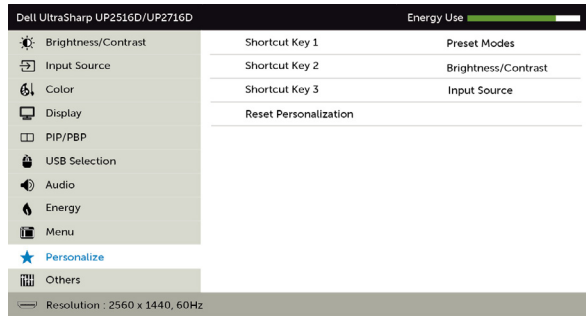 Dell UltraSharp UP2516D/UP2716D Energy Use
Brightness/Contrast Shortcut Key 1 Preset Modes
Input Source Shortcut Key 2 Brightness/Contrast
Color Shortcut Key 3 Input Source
Display Reset Personalization
PIP/PBP
USB Selection
Audio
Energy
Menu
Personalize
Others
Resolution : 2560 x 1440, 60Hz